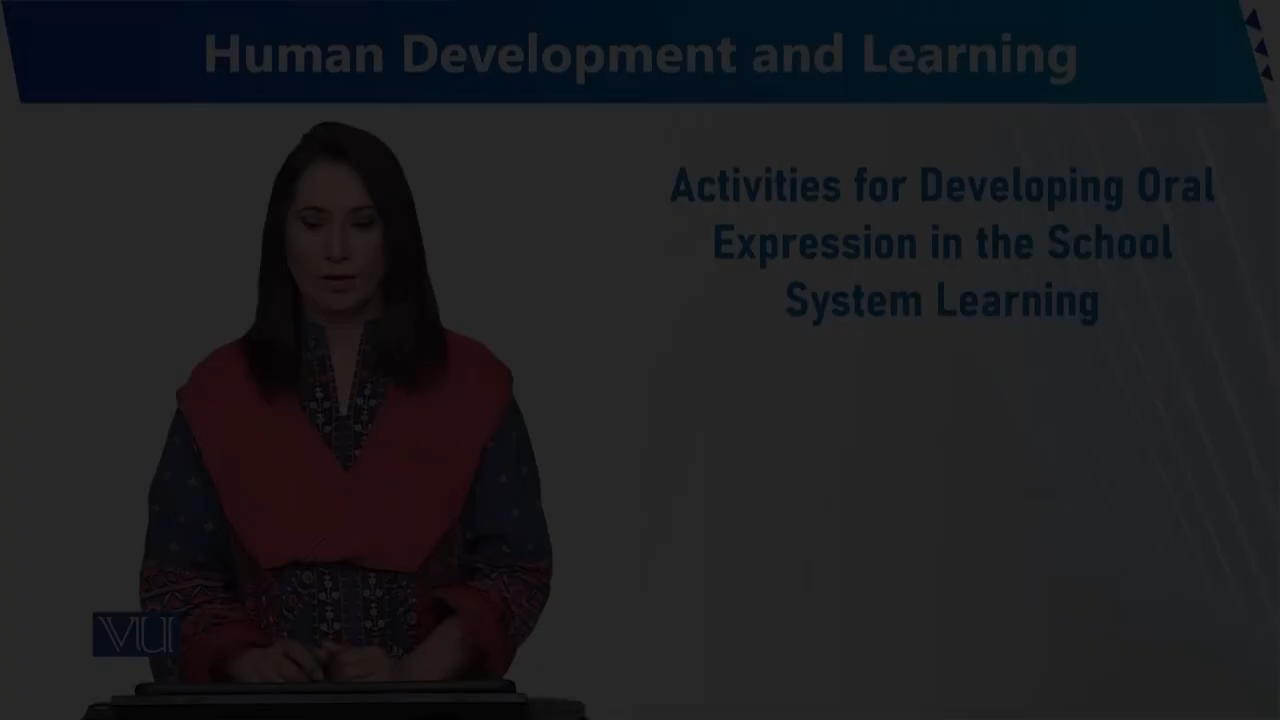 Human Development and Learning
Activities for Developing Oral
Expression in the School
System Learning
VU